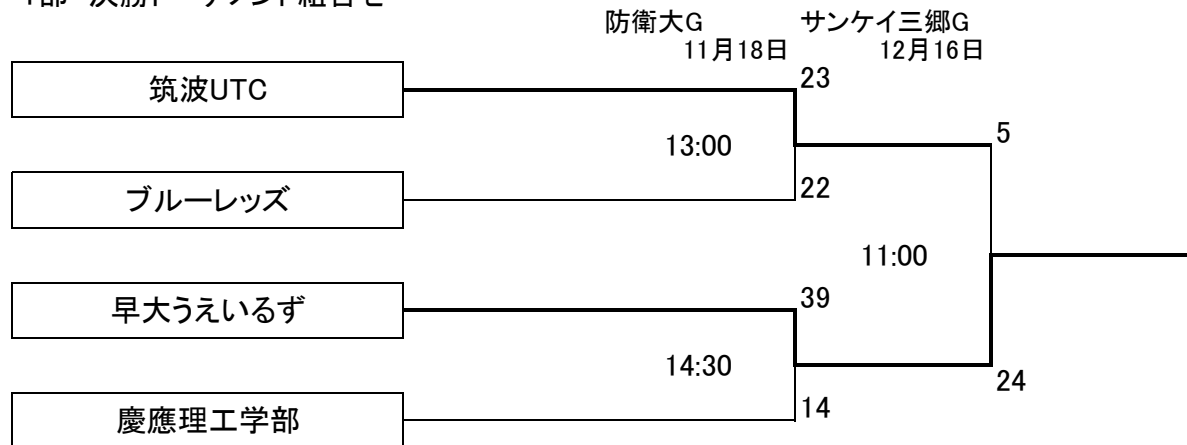 防衛大G サンケイ三郷G
11月18日 12月16日
筑波UTC
23
13:00
5
ブルーレッズ
22
11:00
早大うえいるず
39
14:30
24
慶應理工学部
14